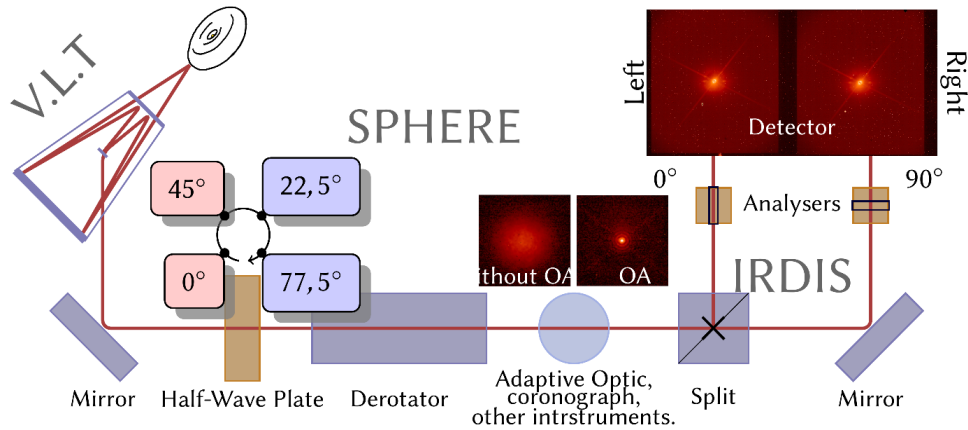 V.L.T
SPHERE
Left
Right
Detector
45°
22, 5°
0°
90°
Analysers
0°
77, 5°
ithout OA
OA
IRDIS
Mirror
Half-Wave Plate
Derotator
Adaptive Optic,
coronograph,
other intrstruments.
Split
Mirror